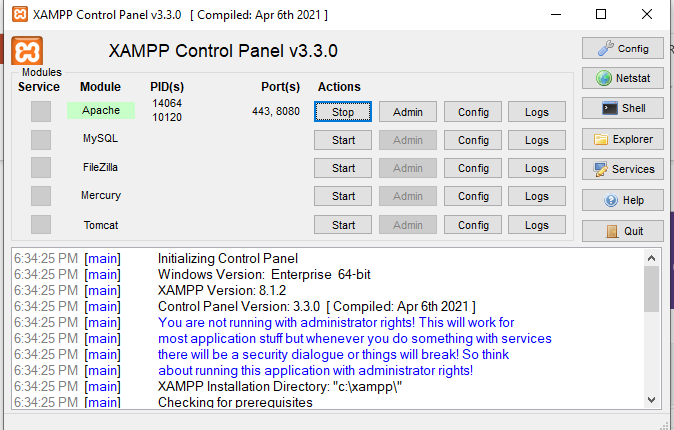 XAMPP Control Panel v3.3.0 [ Compiled: Apr 6th 2021 ]
XAMPP Control Panel v3.3.0
Config
Modules
Service Module PID(s) Port(s) Actions
Netstat
Apache 14064 10120 443, 8080 Stop Admin Config Logs
Shell
MySQL Start Admin Config Logs
Explorer
FileZilla Start Admin Config Logs
Services
Mercury Start Admin Config Logs
Help
Tomcat Start Admin Config Logs
Quit
6:34:25 PM [main] Initializing Control Panel
6:34:25 PM [main] Windows Version: Enterprise 64-bit
6:34:25 PM [main] XAMPP Version: 8.1.2
6:34:25 PM [main] Control Panel Version: 3.3.0 [ Compiled: Apr 6th 2021 ]
6:34:25 PM [main] You are not running with administrator rights! This will work for
6:34:25 PM [main] most application stuff but whenever you do something with services
6:34:25 PM [main] there will be a security dialogue or things will break! So think
6:34:25 PM [main] about running this application with administrator rights!
6:34:25 PM [main] XAMPP Installation Directory: "c:\xampp\"
6:34:25 PM [main] Checking for prerequisites